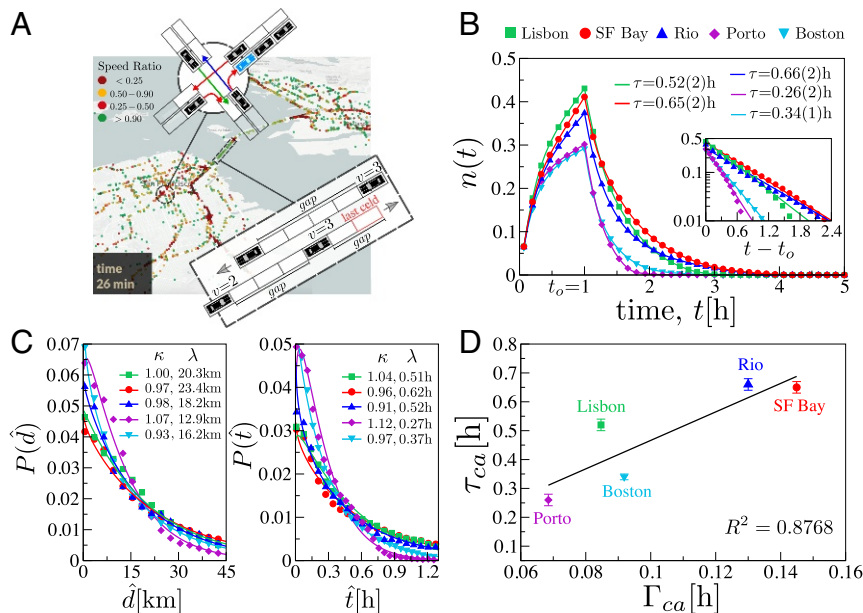 A
Speed Ratio
< 0.25
0.50−0.90
0.25−0.50
> 0.90
gap
v=3
last celd
v=3
gap
v=2
gap
time
26 min
B
Lisbon SF Bay Rio Porto Boston
τ=0.52(2)h
τ=0.65(2)h
τ=0.66(2)h
τ=0.26(2)h
τ=0.34(1)h
n(t)
0.5
0.4
0.3
0.2
0.1
0.0
0 1 2 3 4 5
t_o=1
time, t[h]
0.5
0.1
0.01
0 0.6 1.2 1.8 2.4
t − t_o
C
P(d̂)
0.07
0.06
0.05
0.04
0.03
0.02
0.01
0
κ λ
1.00, 20.3km
0.97, 23.4km
0.98, 18.2km
1.07, 12.9km
0.93, 16.2km
0 15 30 45
d̂[km]
P(t̂)
0.05
0.04
0.03
0.02
0.01
0.00
κ λ
1.04, 0.51h
0.96, 0.62h
0.91, 0.52h
1.12, 0.27h
0.97, 0.37h
0 0.3 0.6 0.9 1.2
t̂[h]
D
τ_ca[h]
0.8
0.7
0.6
0.5
0.4
0.3
0.2
0.1
Rio
SF Bay
Lisbon
Boston
Porto
R² = 0.8768
0.06 0.08 0.10 0.12 0.14 0.16
Γ_ca[h]